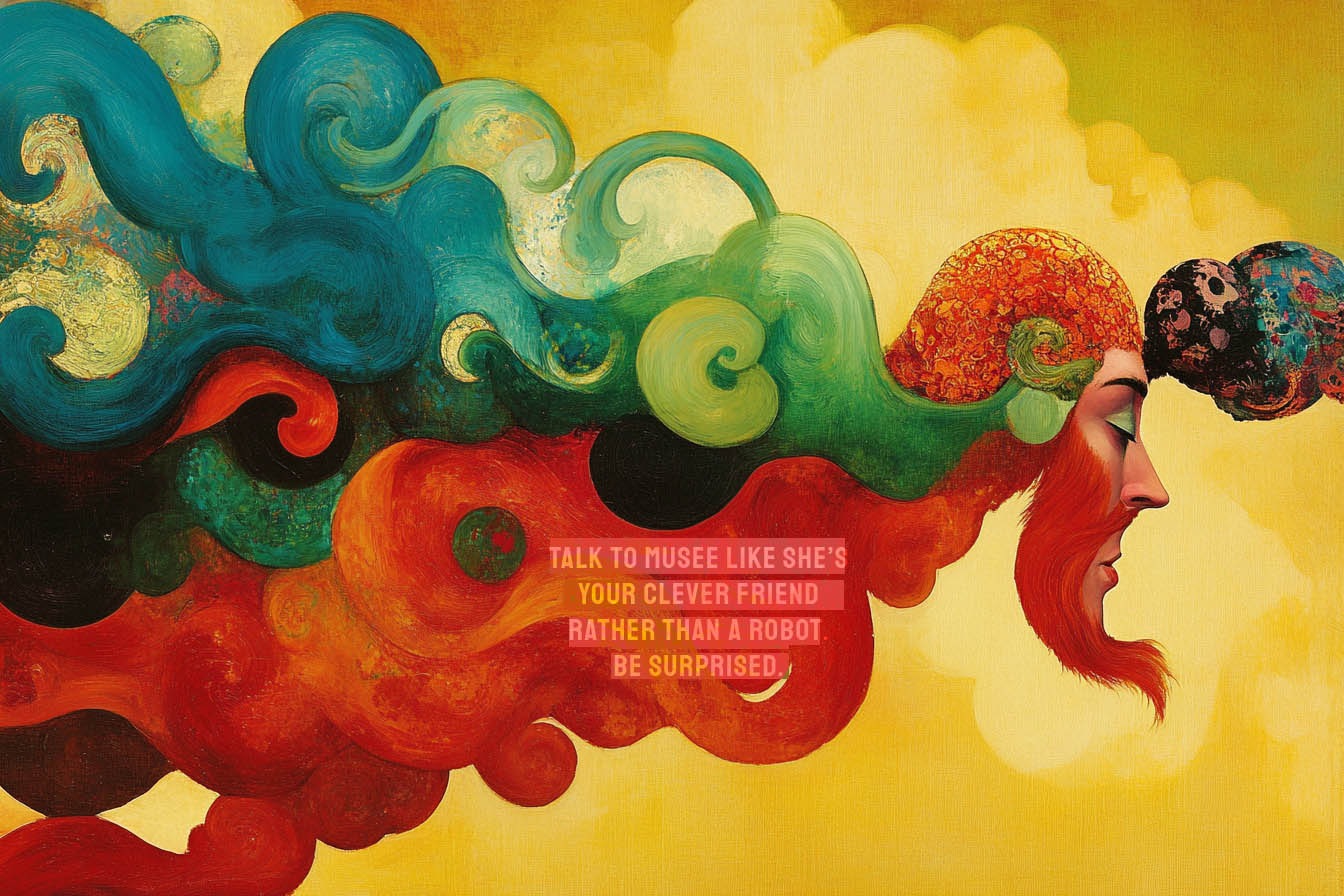 TALK TO MUSEE LIKE SHE'S
YOUR CLEVER FRIEND
RATHER THAN A ROBOT.
BE SURPRISED.